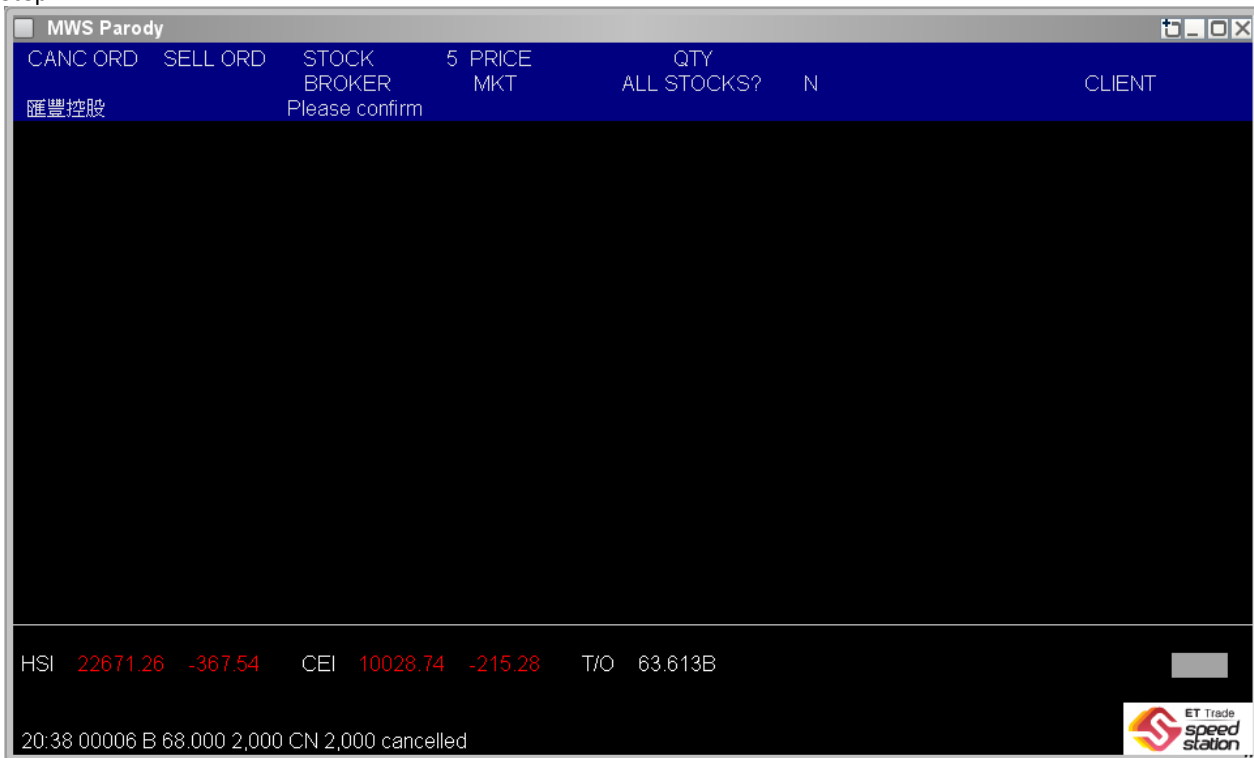 MWS Parody
CANC ORD SELL ORD STOCK 5 PRICE QTY
BROKER MKT ALL STOCKS? N CLIENT
匯豐控股 Please confirm
HSI 22671.26 -367.54 CEI 10028.74 -215.28 T/O 63.613B
ET Trade
speed
station
20:38 00006 B 68.000 2,000 CN 2,000 cancelled